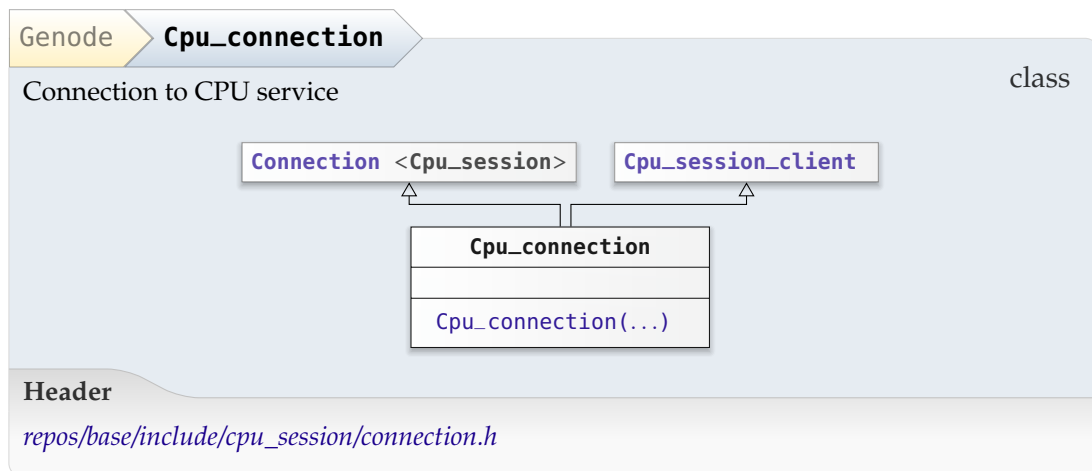 Genode Cpu_connection
class
Connection to CPU service
Connection <Cpu_session> Cpu_session_client
Cpu_connection
Cpu_connection(...)
Header
repos/base/include/cpu_session/connection.h